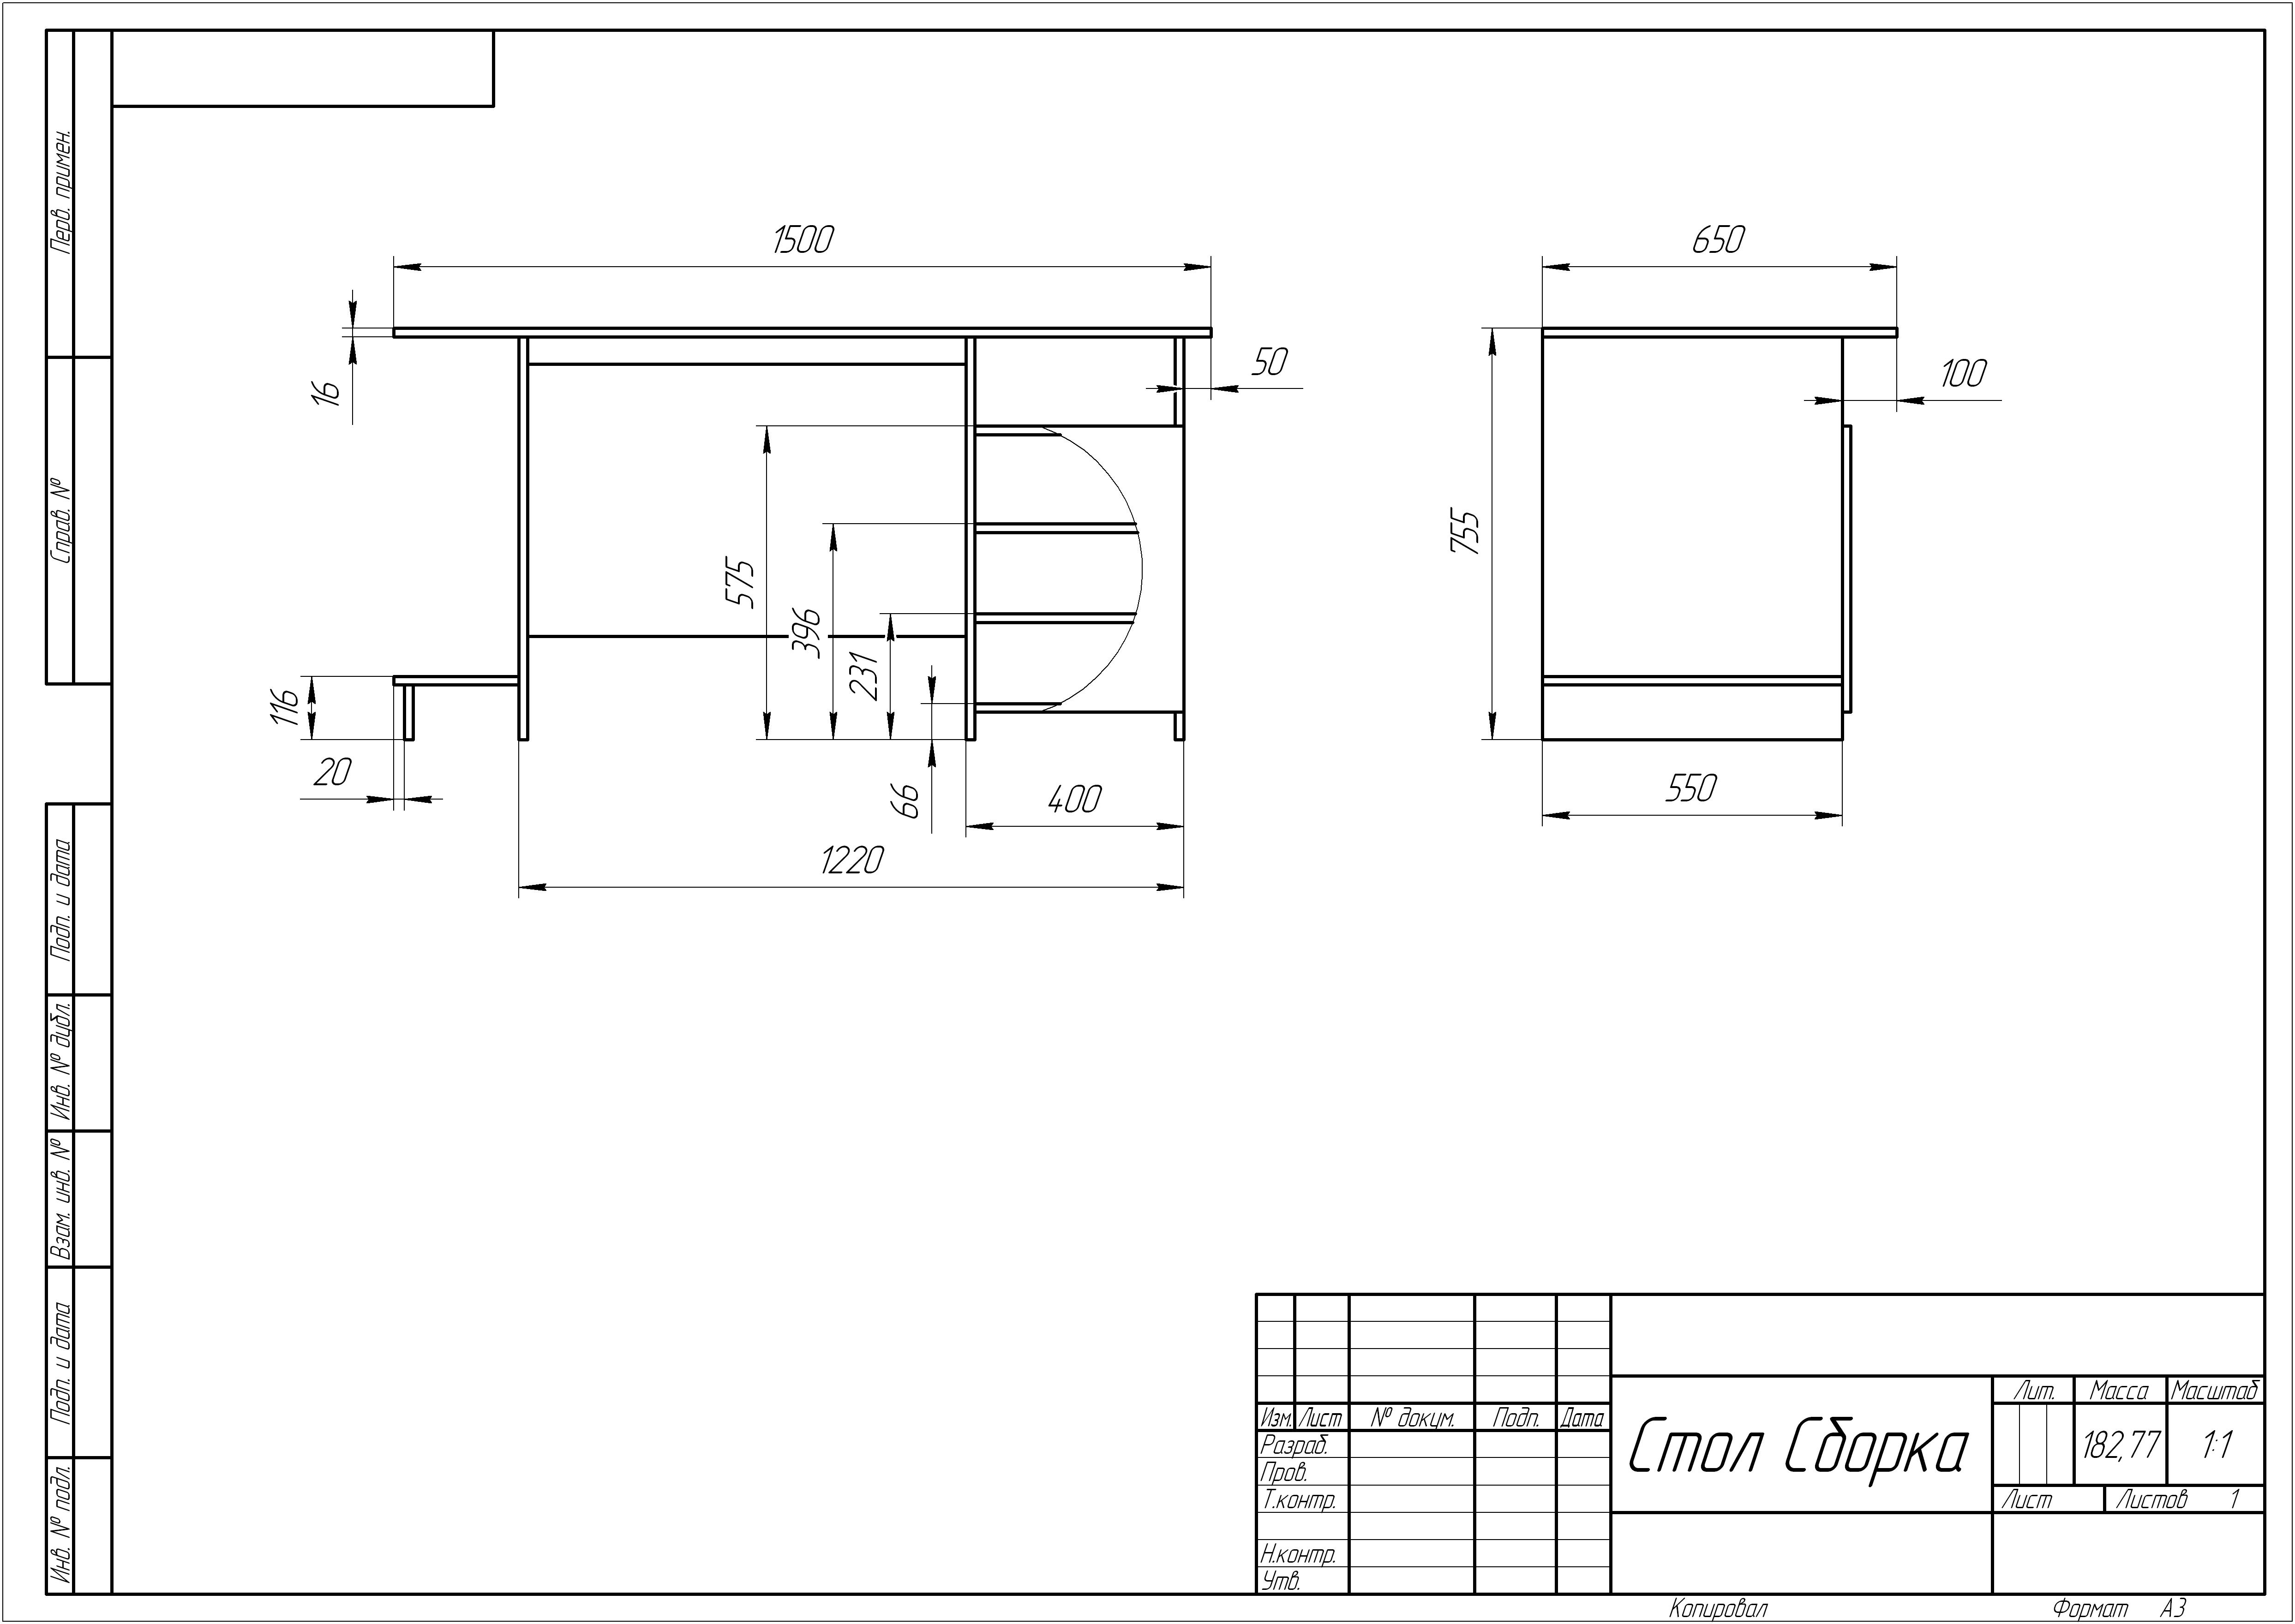 Перв. примен.
Справ. №
Подп. и дата
Инв. № дубл.
Взам. инв. №
Подп. и дата
Инв. № подл.
1500
16
50
575
396
231
66
116
20
400
1220
650
100
755
550
Изм. Лист № докум. Подп. Дата
Разраб.
Пров.
Т.контр.
Н.контр.
Утв.
Стол Сборка
Лит. Масса Масштаб
182,77 1:1
Лист Листов 1
Копировал Формат А3